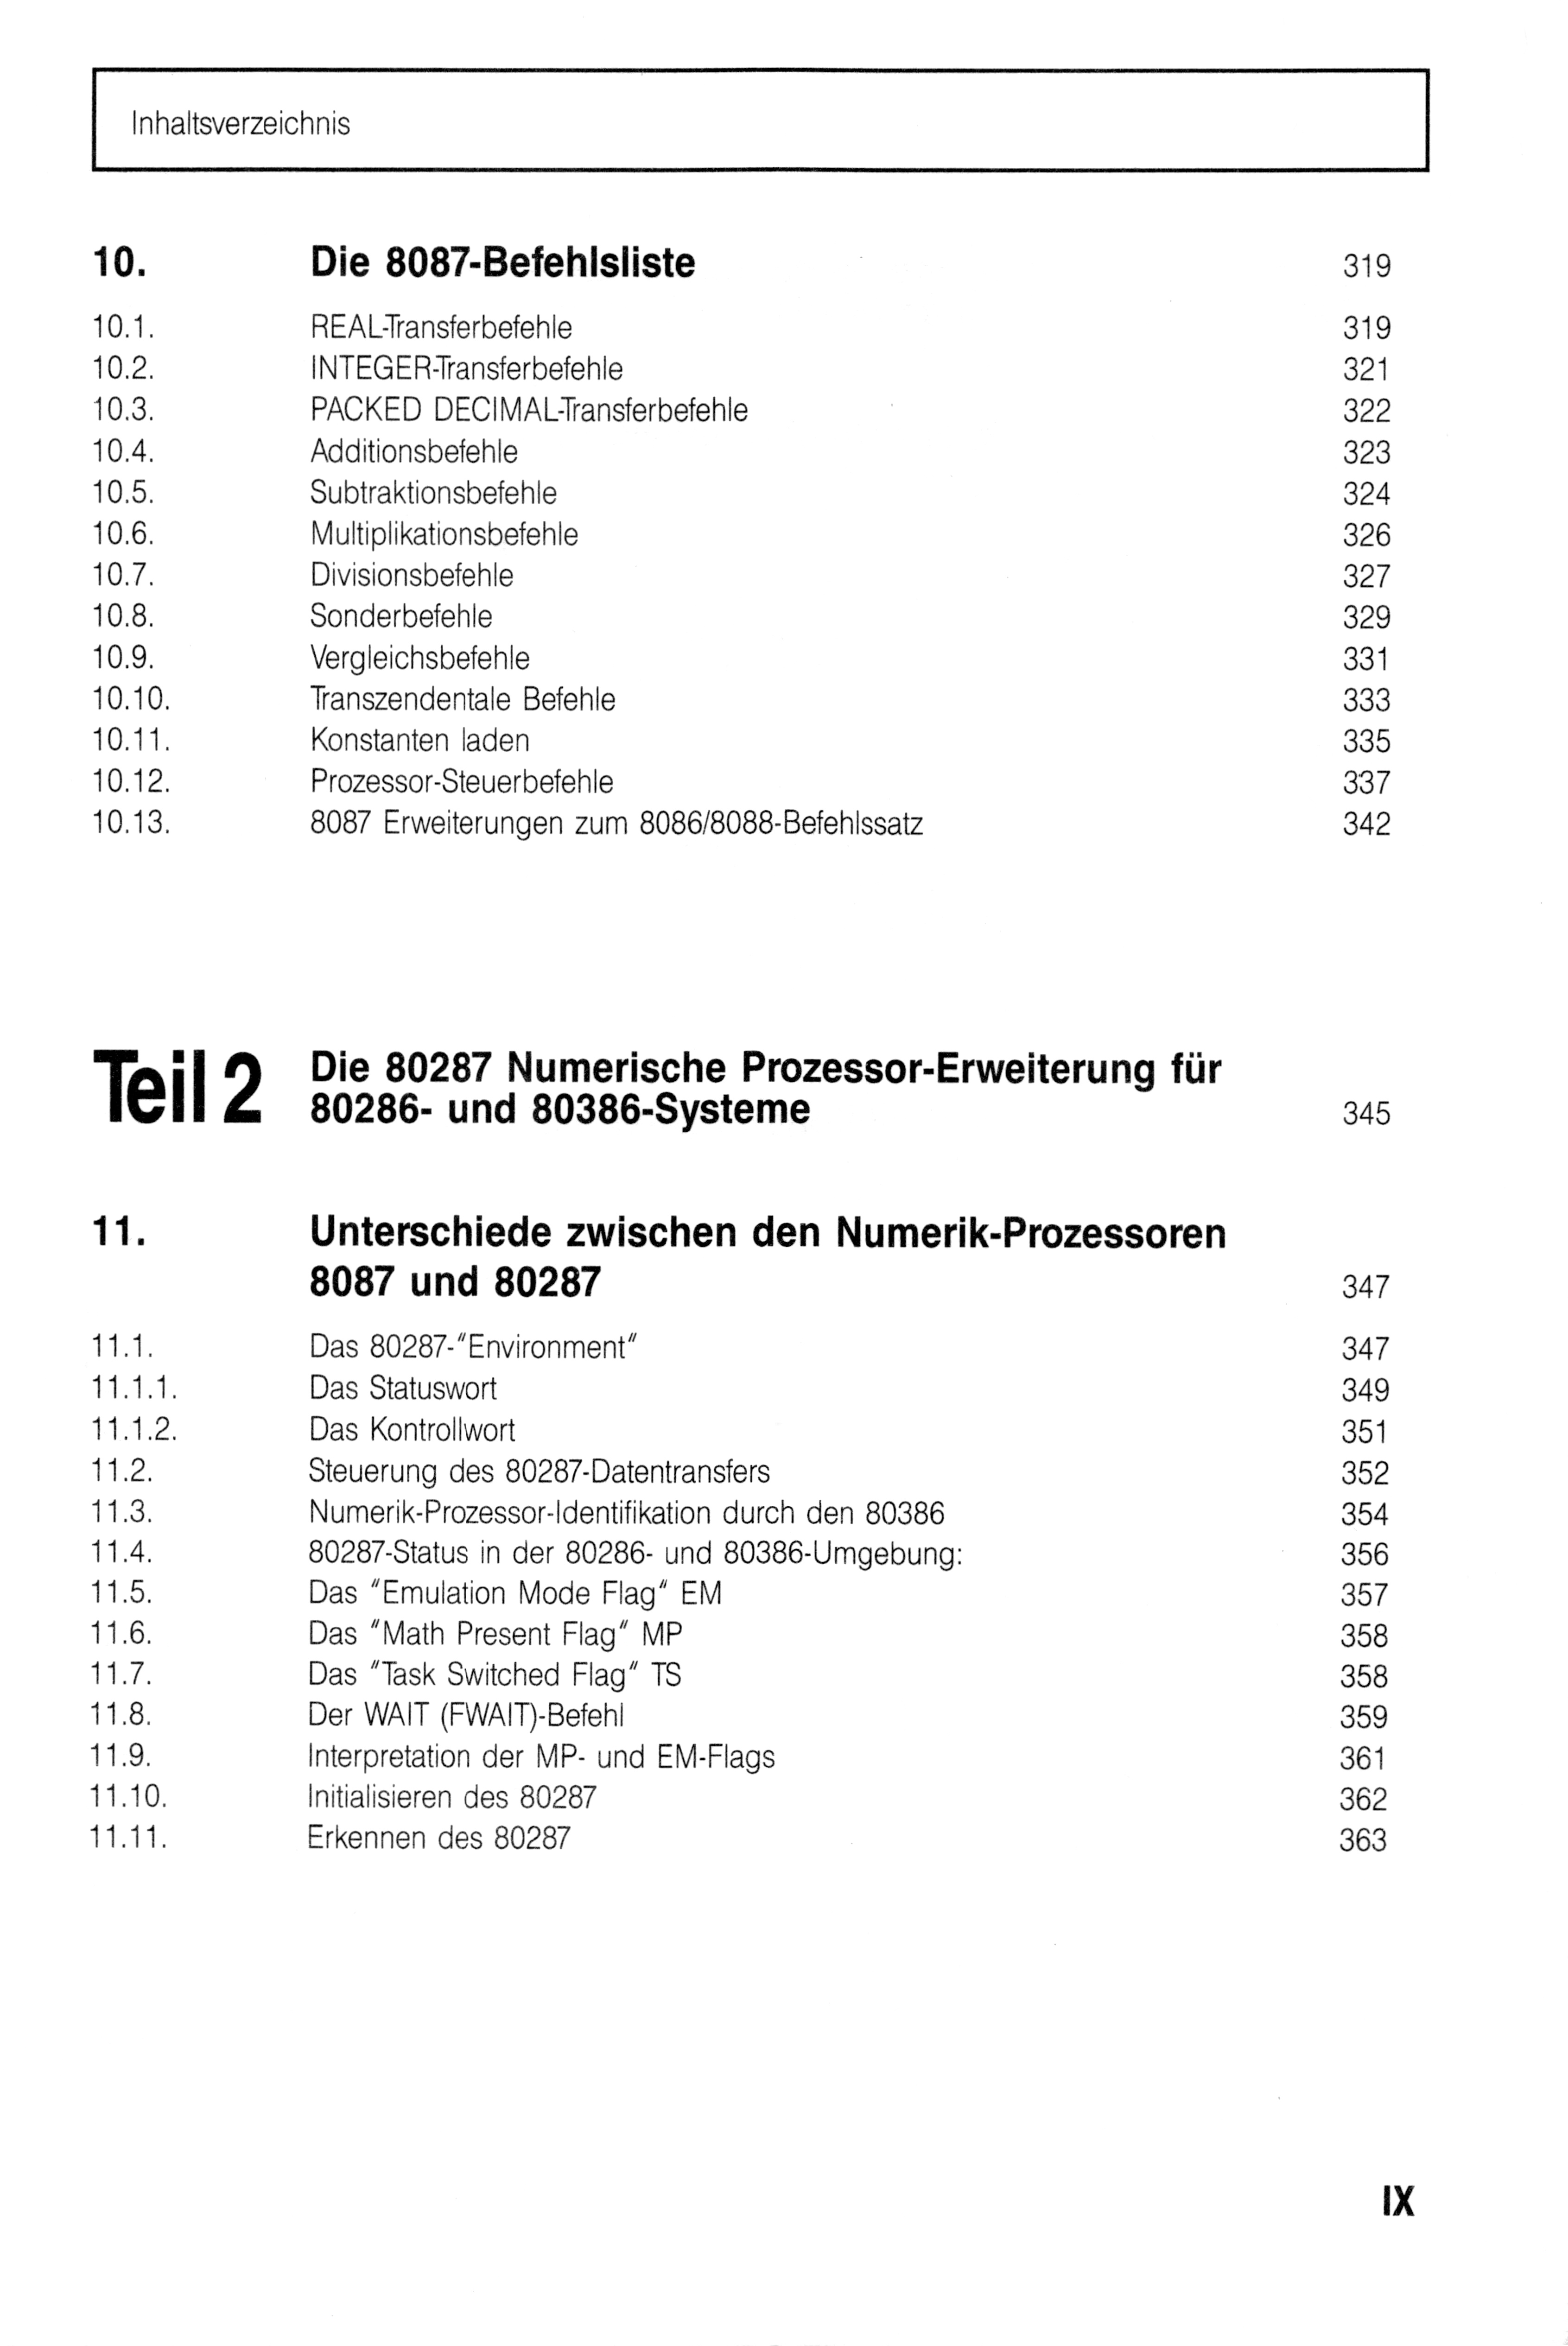 Inhaltsverzeichnis
10. Die 8087-Befehlsliste 319
10.1. REAL-Transferbefehle 319
10.2. INTEGER-Transferbefehle 321
10.3. PACKED DECIMAL-Transferbefehle 322
10.4. Additionsbefehle 323
10.5. Subtraktionsbefehle 324
10.6. Multiplikationsbefehle 326
10.7. Divisionsbefehle 327
10.8. Sonderbefehle 329
10.9. Vergleichsbefehle 331
10.10. Transzendentale Befehle 333
10.11. Konstanten laden 335
10.12. Prozessor-Steuerbefehle 337
10.13. 8087 Erweiterungen zum 8086/8088-Befehlssatz 342
Teil 2 Die 80287 Numerische Prozessor-Erweiterung für
80286- und 80386-Systeme 345
11. Unterschiede zwischen den Numerik-Prozessoren
8087 und 80287 347
11.1. Das 80287-"Environment" 347
11.1.1. Das Statuswort 349
11.1.2. Das Kontrollwort 351
11.2. Steuerung des 80287-Datentransfers 352
11.3. Numerik-Prozessor-Identifikation durch den 80386 354
11.4. 80287-Status in der 80286- und 80386-Umgebung: 356
11.5. Das "Emulation Mode Flag" EM 357
11.6. Das "Math Present Flag" MP 358
11.7. Das "Task Switched Flag" TS 358
11.8. Der WAIT (FWAIT)-Befehl 359
11.9. Interpretation der MP- und EM-Flags 361
11.10. Initialisieren des 80287 362
11.11. Erkennen des 80287 363
IX